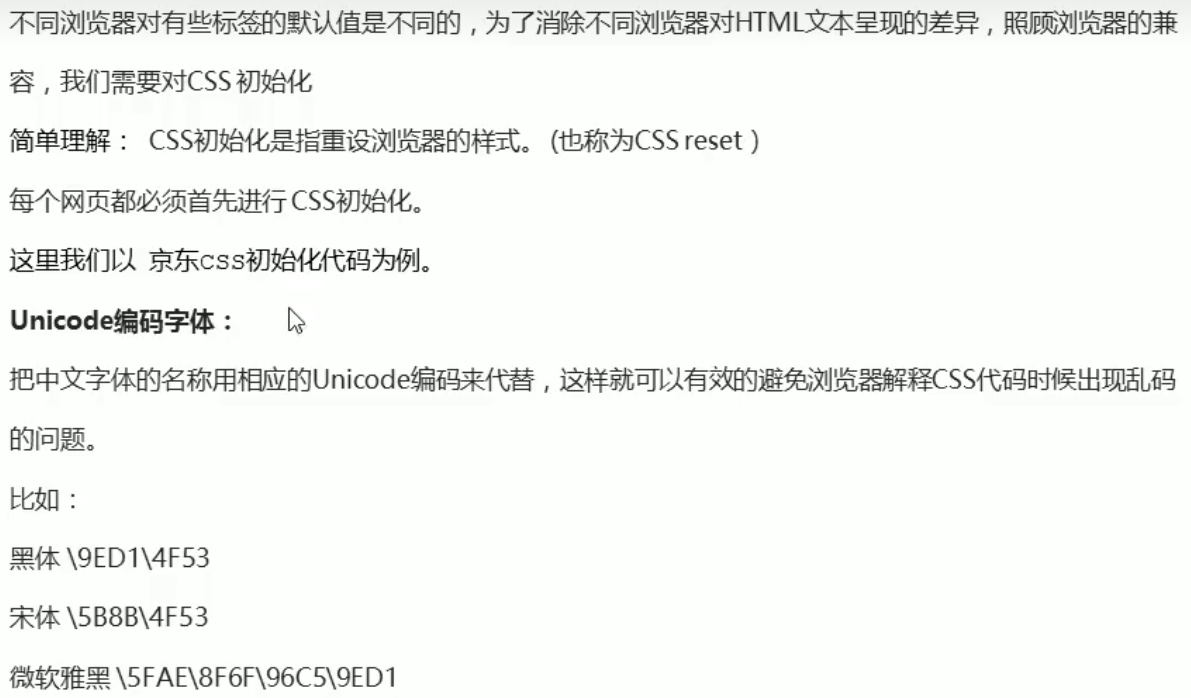 不同浏览器对有些标签的默认值是不同的，为了消除不同浏览器对HTML文本呈现的差异，照顾浏览器的兼
容，我们需要对CSS 初始化
简单理解： CSS初始化是指重设浏览器的样式。 (也称为CSS reset ）
每个网页都必须首先进行 CSS初始化。
这里我们以 京东css初始化代码为例。
Unicode编码字体：
把中文字体的名称用相应的Unicode编码来代替，这样就可以有效的避免浏览器解释CSS代码时候出现乱码
的问题。
比如：
黑体 \9ED1\4F53
宋体 \5B8B\4F53
微软雅黑 \5FAE\8F6F\96C5\9ED1